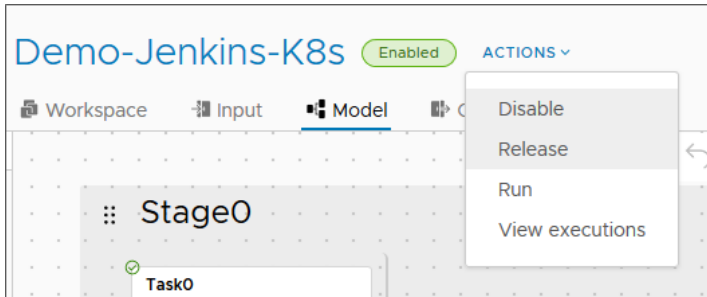 Demo-Jenkins-K8s Enabled ACTIONS
Workspace Input Model
Disable
Release
Run
View executions
Stage0
Task0